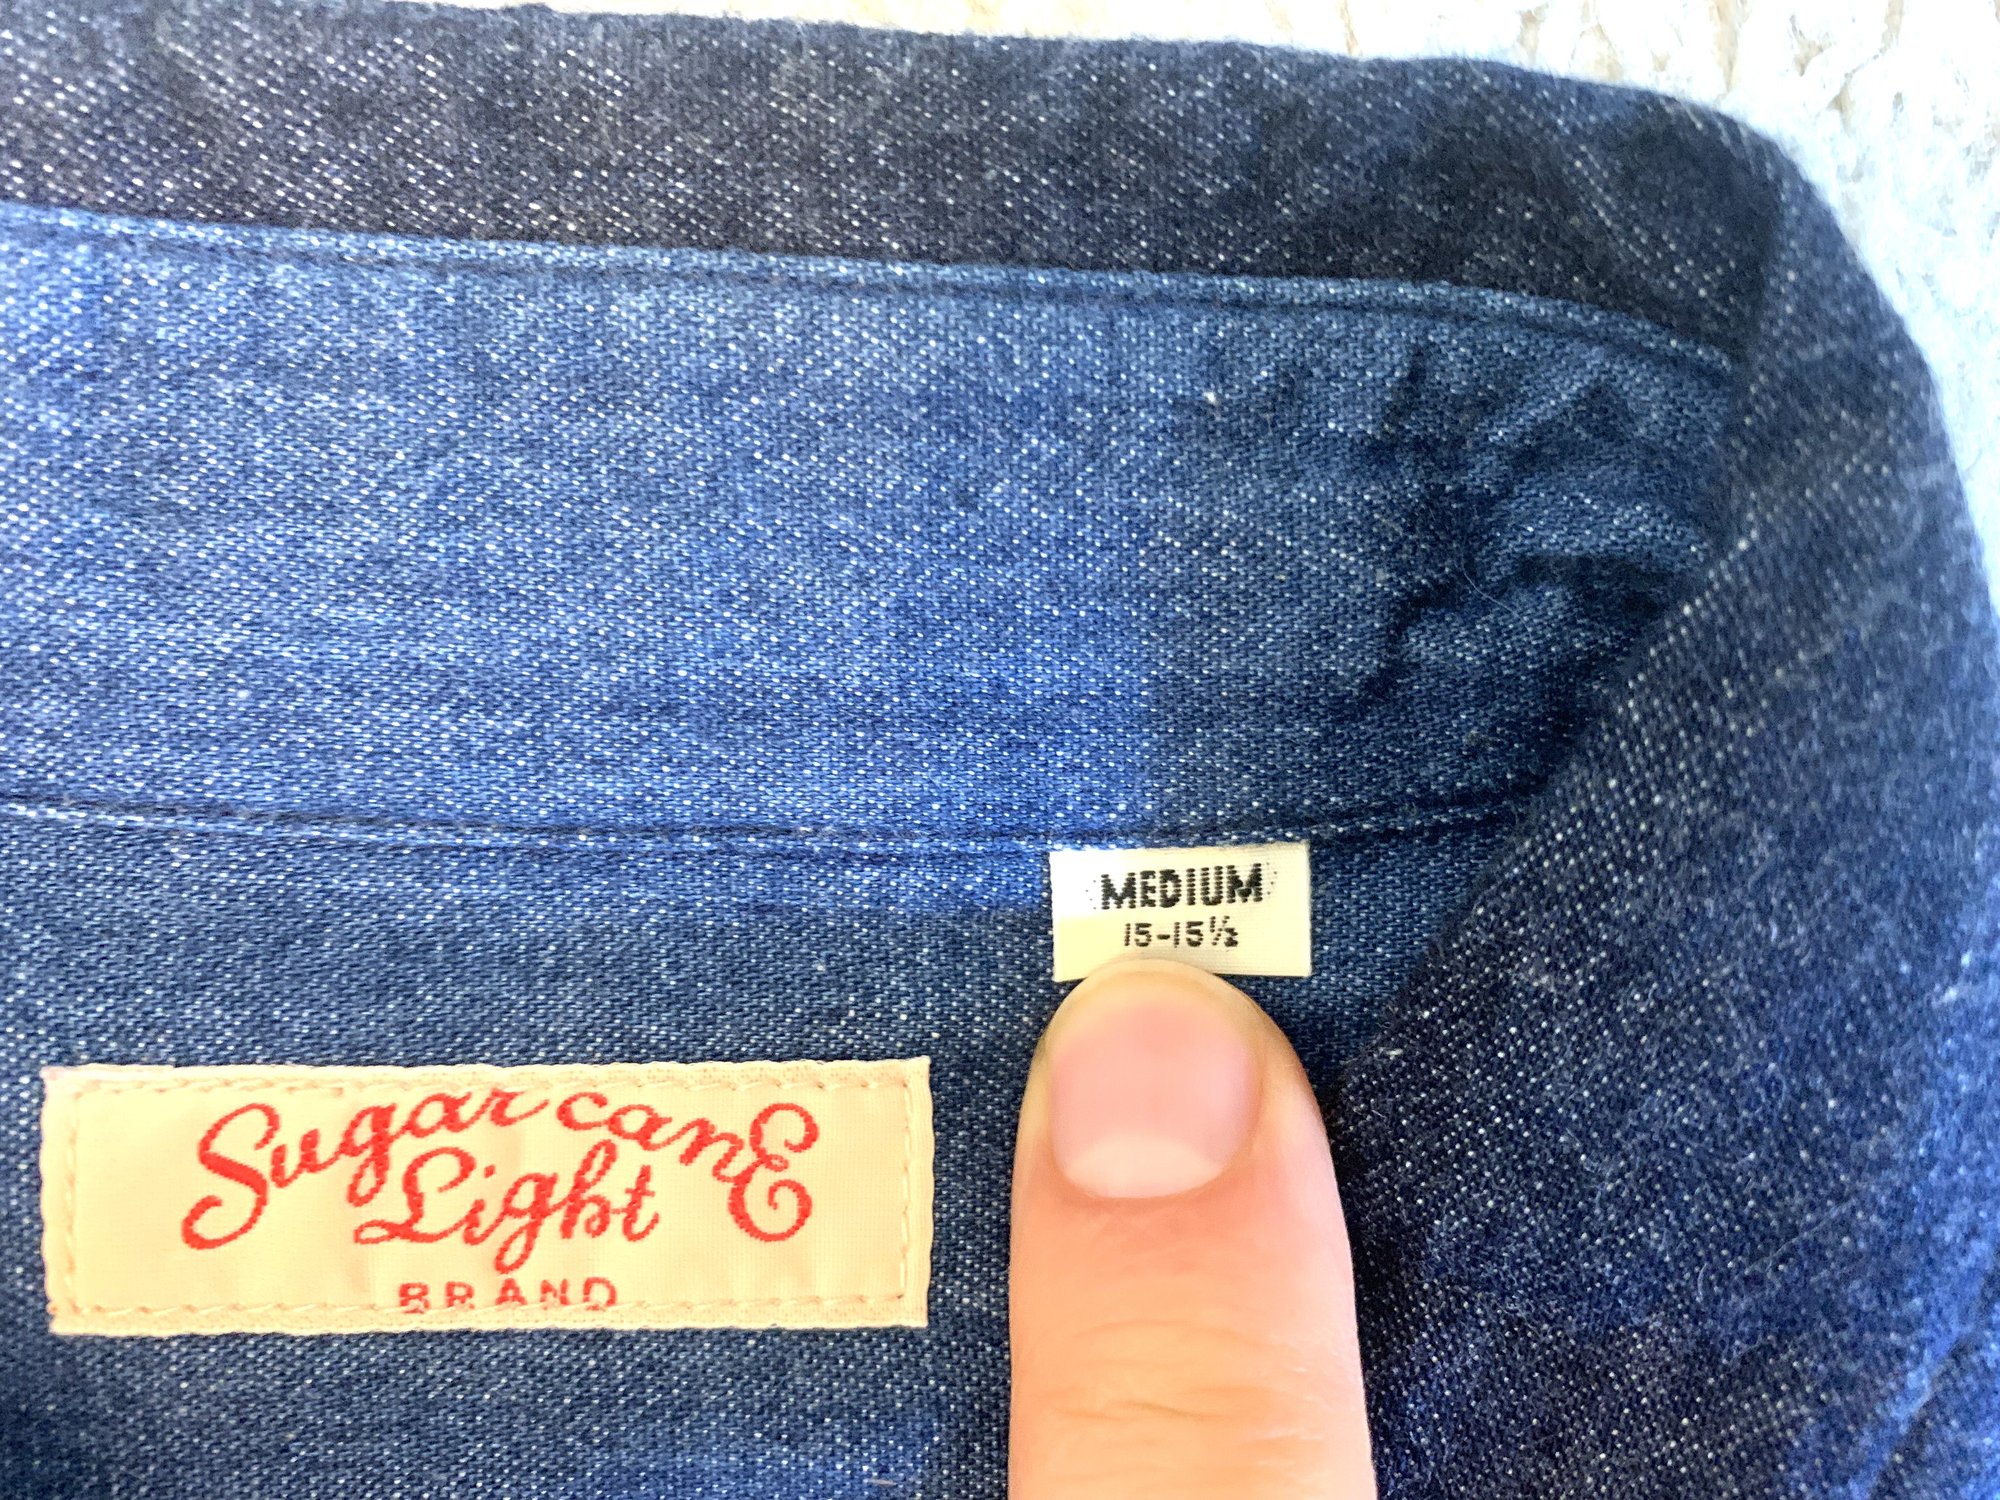 MEDIUM
15-15½
Sugar canE
Light
BRAND